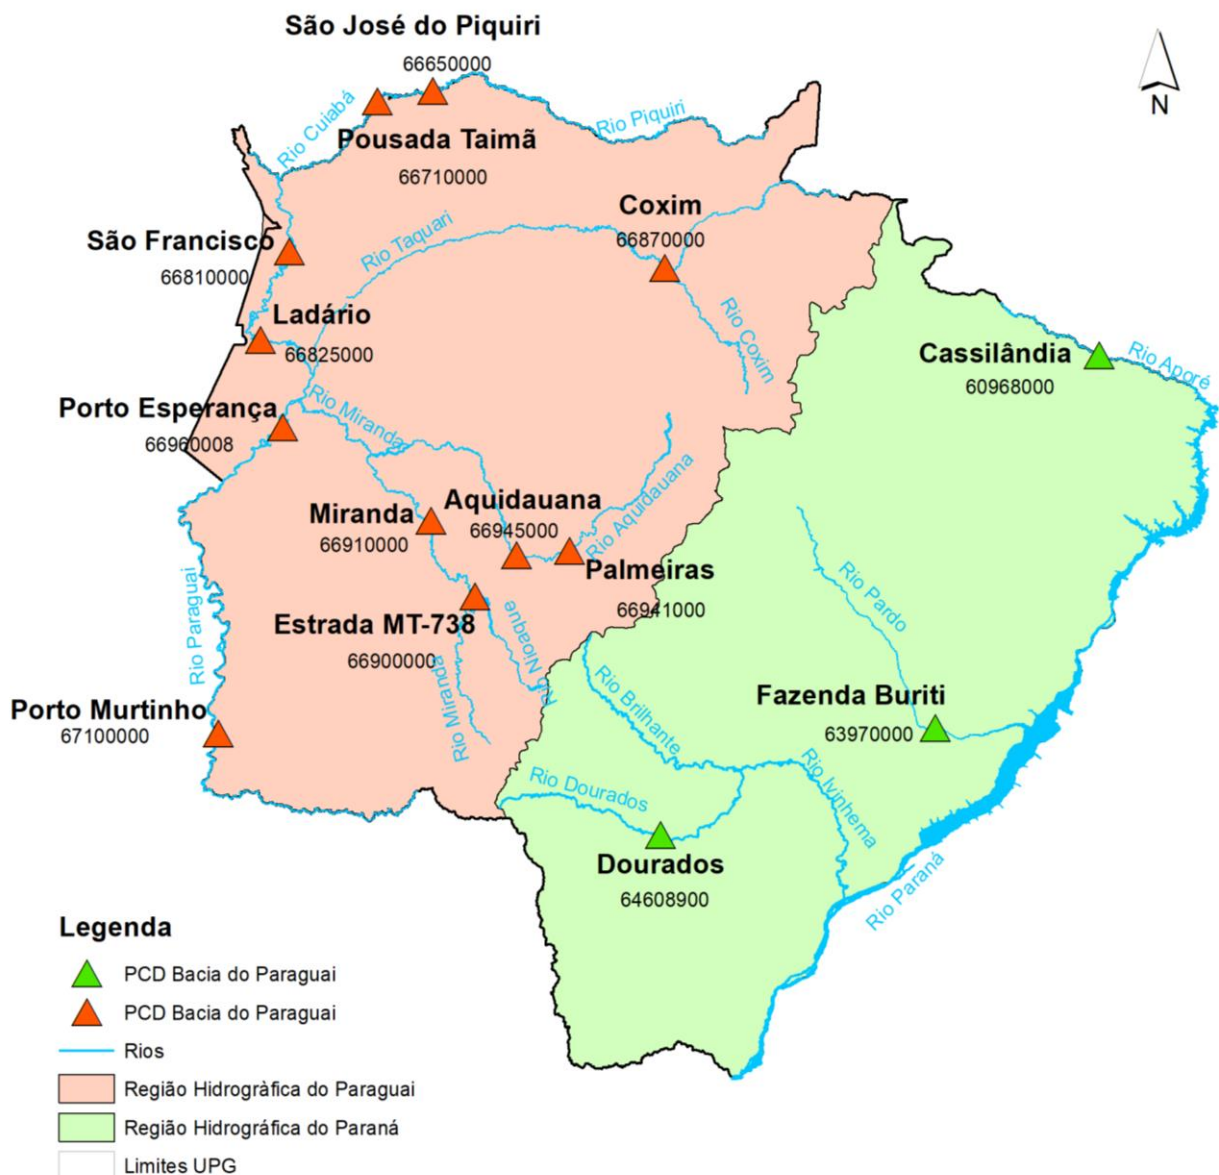 São José do Piquiri
66650000
N
Rio Cuiabá
Rio Piquiri
Pousada Taimã
66710000
Coxim
66870000
Rio Taquari
São Francisco
66810000
Ladário
66825000
Rio Coxim
Cassilândia
60968000
Rio Aporé
Porto Esperança
66960008
Rio Miranda
Aquidauana
66945000
Rio Aquidauana
Miranda
66910000
Palmeiras
66941000
Rio Pardo
Estrada MT-738
66900000
Rio Nioaque
Rio Miranda
Rio Paraguai
Porto Murtinho
67100000
Rio Brilhante
Fazenda Buriti
63970000
Rio Dourados
Rio Ivinhema
Dourados
64608900
Rio Paraná
Legenda
PCD Bacia do Paraguai
PCD Bacia do Paraguai
Rios
Região Hidrogràfica do Paraguai
Região Hidrográfica do Paraná
Limites UPG